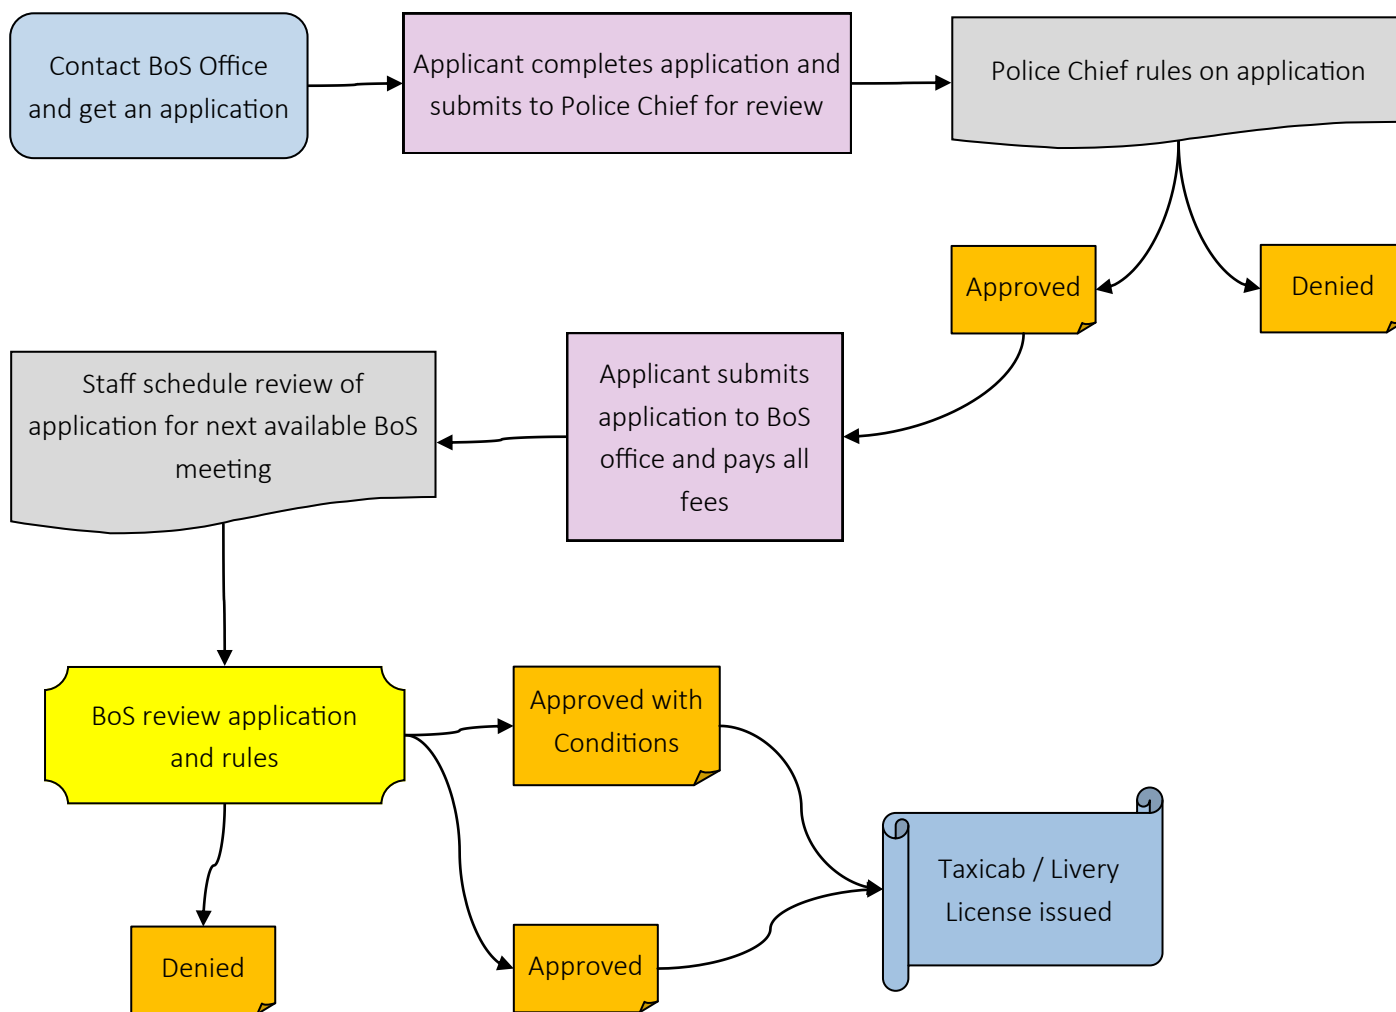 Contact BoS Office
and get an application
Applicant completes application and
submits to Police Chief for review
Police Chief rules on application
Approved
Denied
Applicant submits
application to BoS
office and pays all
fees
Staff schedule review of
application for next available BoS
meeting
BoS review application
and rules
Approved with
Conditions
Denied
Approved
Taxicab / Livery
License issued